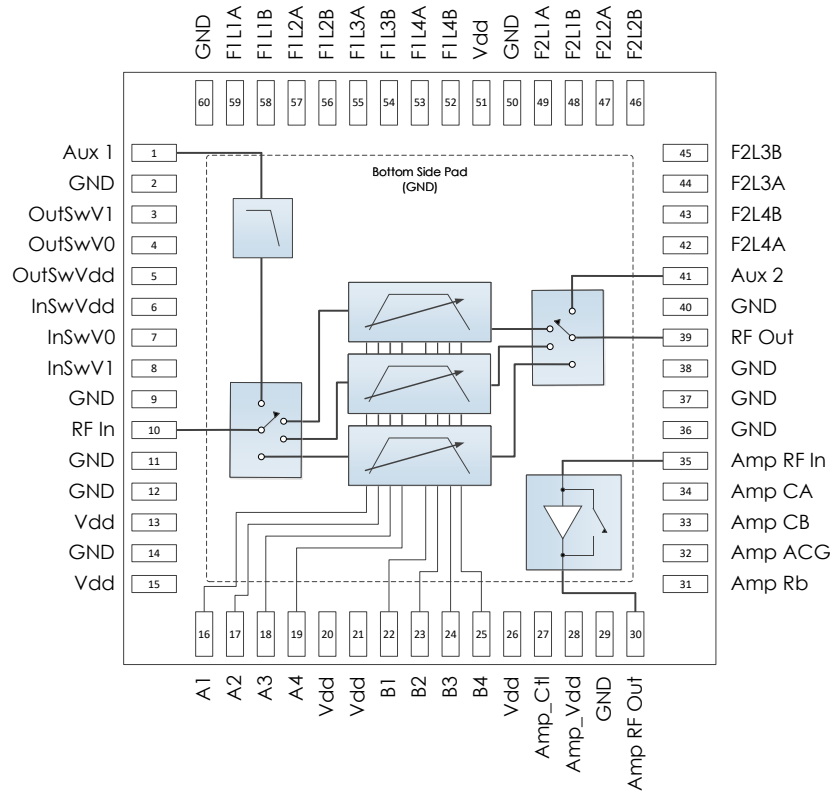 GND
F1L1A
F1L1B
F1L2A
F1L2B
F1L3A
F1L3B
F1L4A
F1L4B
Vdd
GND
F2L1A
F2L1B
F2L2A
F2L2B
60
59
58
57
56
55
54
53
52
51
50
49
48
47
46
Aux 1
1
GND
2
OutSwV1
3
OutSwV0
4
OutSwVdd
5
InSwVdd
6
InSwV0
7
InSwV1
8
GND
9
RF In
10
GND
11
GND
12
Vdd
13
GND
14
Vdd
15
Bottom Side Pad
(GND)
45
F2L3B
44
F2L3A
43
F2L4B
42
F2L4A
41
Aux 2
40
GND
39
RF Out
38
GND
37
GND
36
GND
35
Amp RF In
34
Amp CA
33
Amp CB
32
Amp ACG
31
Amp Rb
16
17
18
19
20
21
22
23
24
25
26
27
28
29
30
A1
A2
A3
A4
Vdd
Vdd
B1
B2
B3
B4
Vdd
Amp_Ctl
Amp_Vdd
GND
Amp RF Out